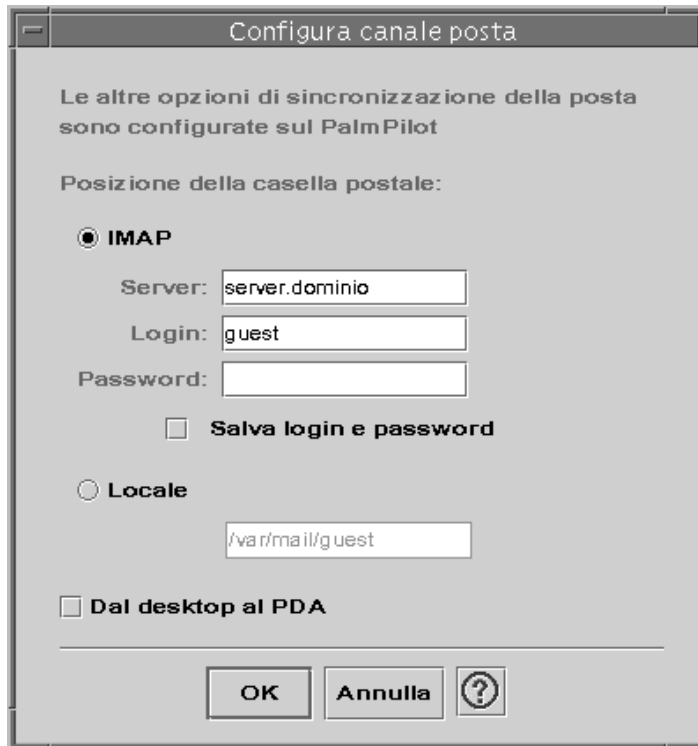 Configura canale posta
Le altre opzioni di sincronizzazione della posta
sono configurate sul PalmPilot
Posizione della casella postale:
IMAP
Server: server.dominio
Login: guest
Password:
Salva login e password
Locale
/var/mail/guest
Dal desktop al PDA
OK Annulla ?